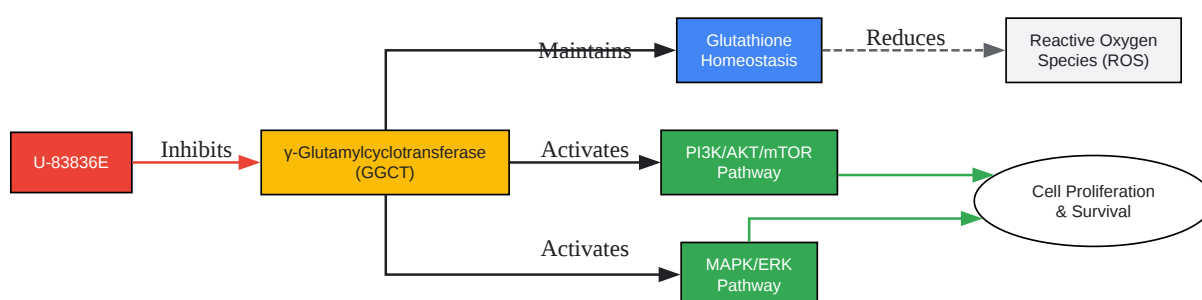 Maintains
Glutathione
Homeostasis
Reduces
Reactive Oxygen
Species (ROS)
U-83836E
Inhibits
γ-Glutamylcyclotransferase
(GGCT)
Activates
PI3K/AKT/mTOR
Pathway
Cell Proliferation
& Survival
Activates
MAPK/ERK
Pathway